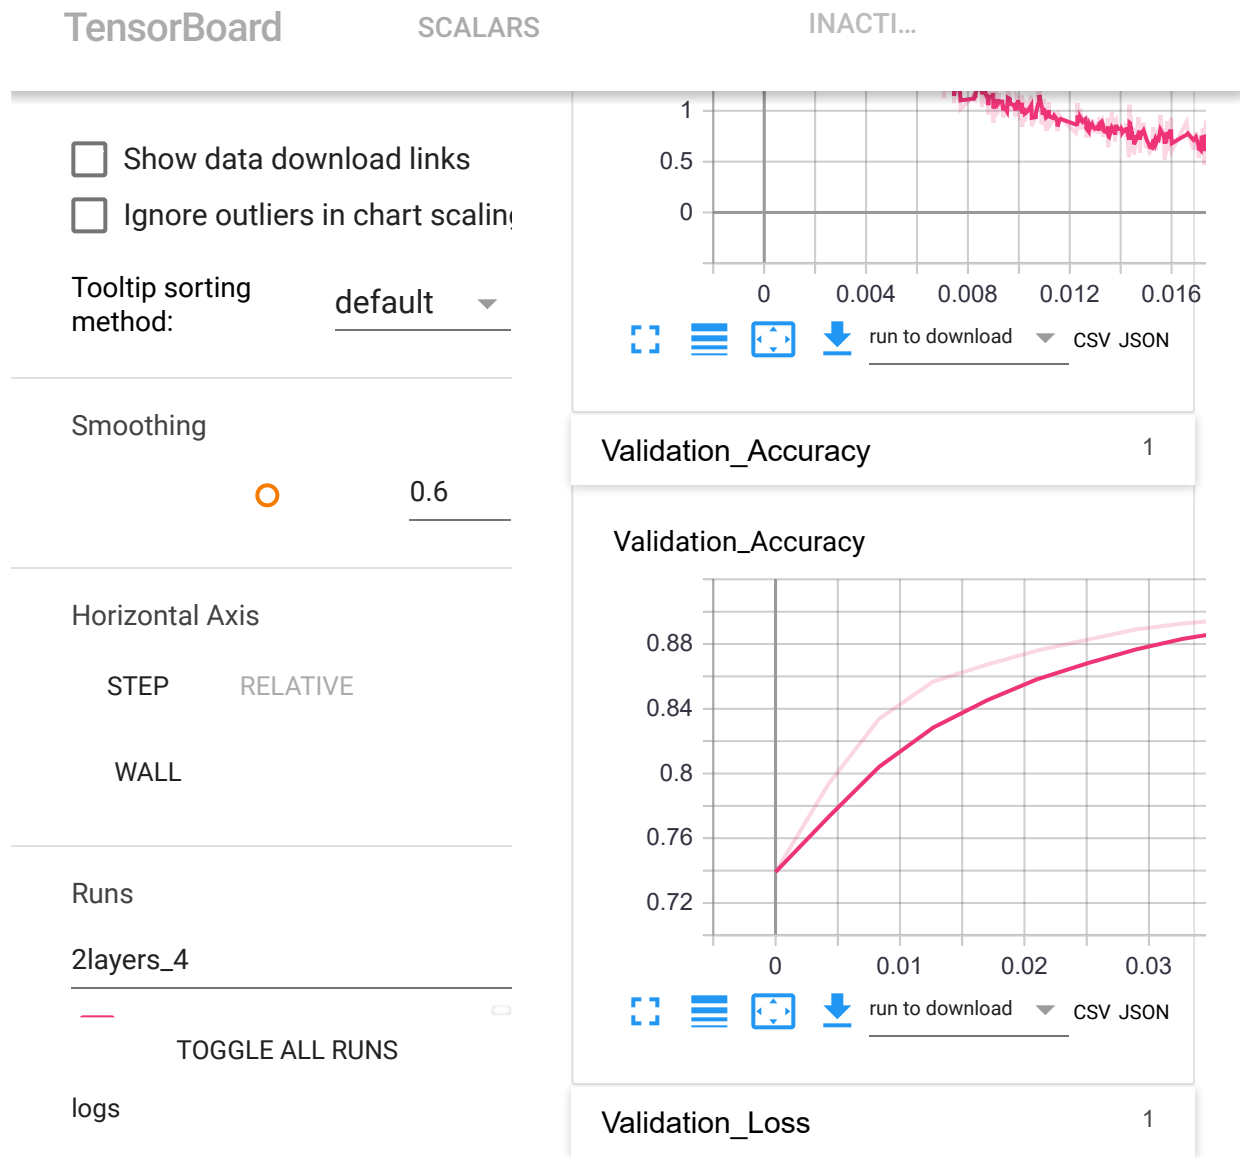 TensorBoard SCALARS INACTI...
Show data download links
Ignore outliers in chart scaling
Tooltip sorting
method:
default
Smoothing
0.6
Horizontal Axis
STEP RELATIVE
WALL
Runs
2layers_4
TOGGLE ALL RUNS
logs
1
0.5
0
0 0.004 0.008 0.012 0.016
run to download CSV JSON
Validation_Accuracy 1
Validation_Accuracy
0.88
0.84
0.8
0.76
0.72
0 0.01 0.02 0.03
run to download CSV JSON
Validation_Loss 1